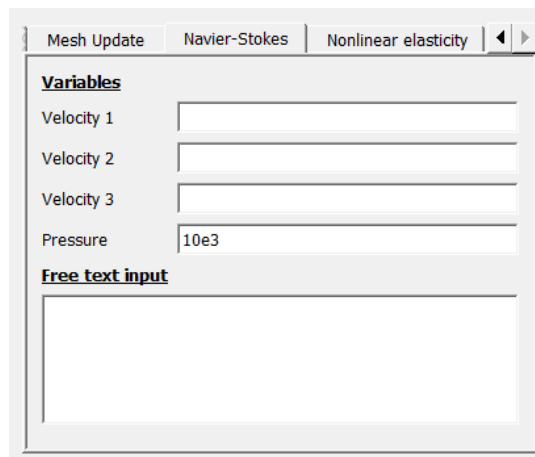 Mesh Update Navier-Stokes Nonlinear elasticity
Variables
Velocity 1
Velocity 2
Velocity 3
Pressure 10e3
Free text input